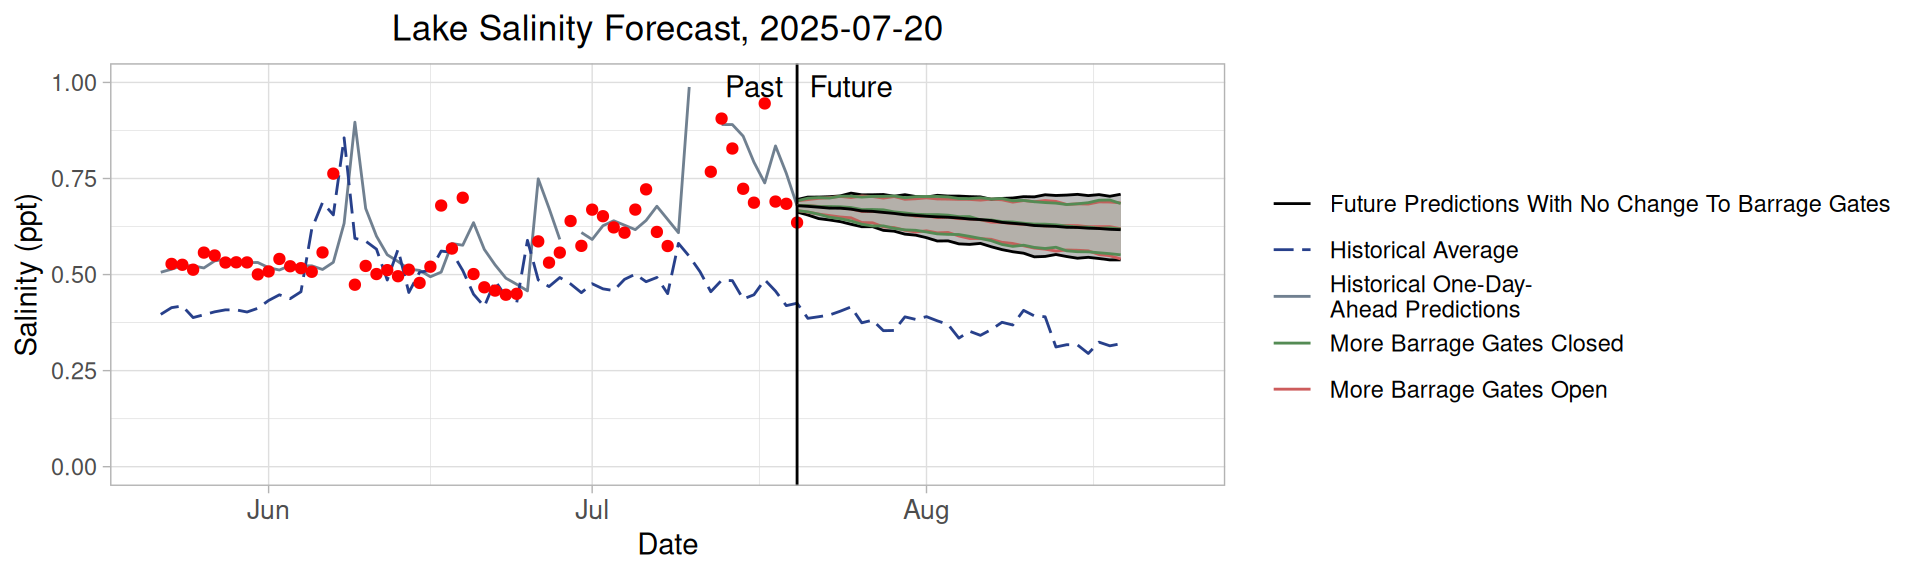 Lake Salinity Forecast, 2025-07-20
Past
Future
1.00
0.75
0.50
0.25
0.00
Salinity (ppt)
Jun
Jul
Aug
Date
Future Predictions With No Change To Barrage Gates
Historical Average
Historical One-Day-
Ahead Predictions
More Barrage Gates Closed
More Barrage Gates Open